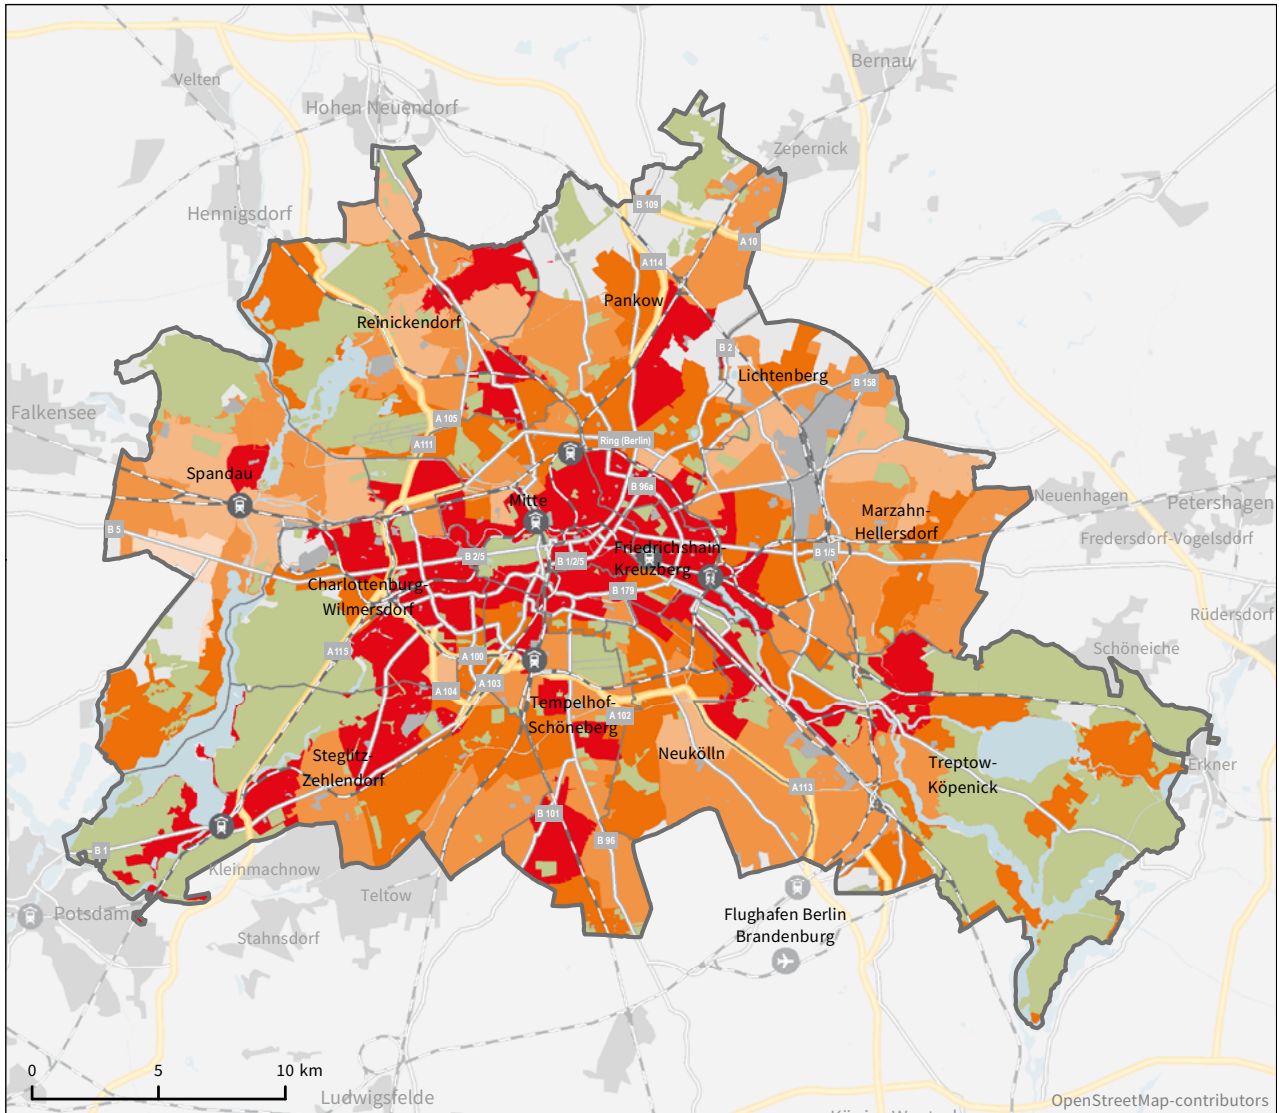 Bernau
Velten
Hohen Neuendorf
Zepernick
Hennigsdorf
B 109
A 10
A 114
Pankow
Reinickendorf
B 2
Lichtenberg
B 158
Falkensee
A 105
A111
Ring (Berlin)
Spandau
B 96a
Mitte
Neuenhagen
Petershagen
Marzahn-
Hellersdorf
Fredersdorf-Vogelsdorf
B 5
B 2/5
B 1/2/5
Friedrichshain-
Kreuzberg
B 1/5
Charlottenburg-
Wilmersdorf
B 179
Rüdersdorf
A 115
A 100
Schöneiche
A 104
A 103
Tempelhof-
Schöneberg
A 102
Steglitz-
Zehlendorf
Neukölln
Treptow-
Köpenick
Erkner
A113
B 101
B 96
B 1
Kleinmachnow
Teltow
Potsdam
Stahnsdorf
Flughafen Berlin
Brandenburg
0 5 10 km
Ludwigsfelde
OpenStreetMap-contributors